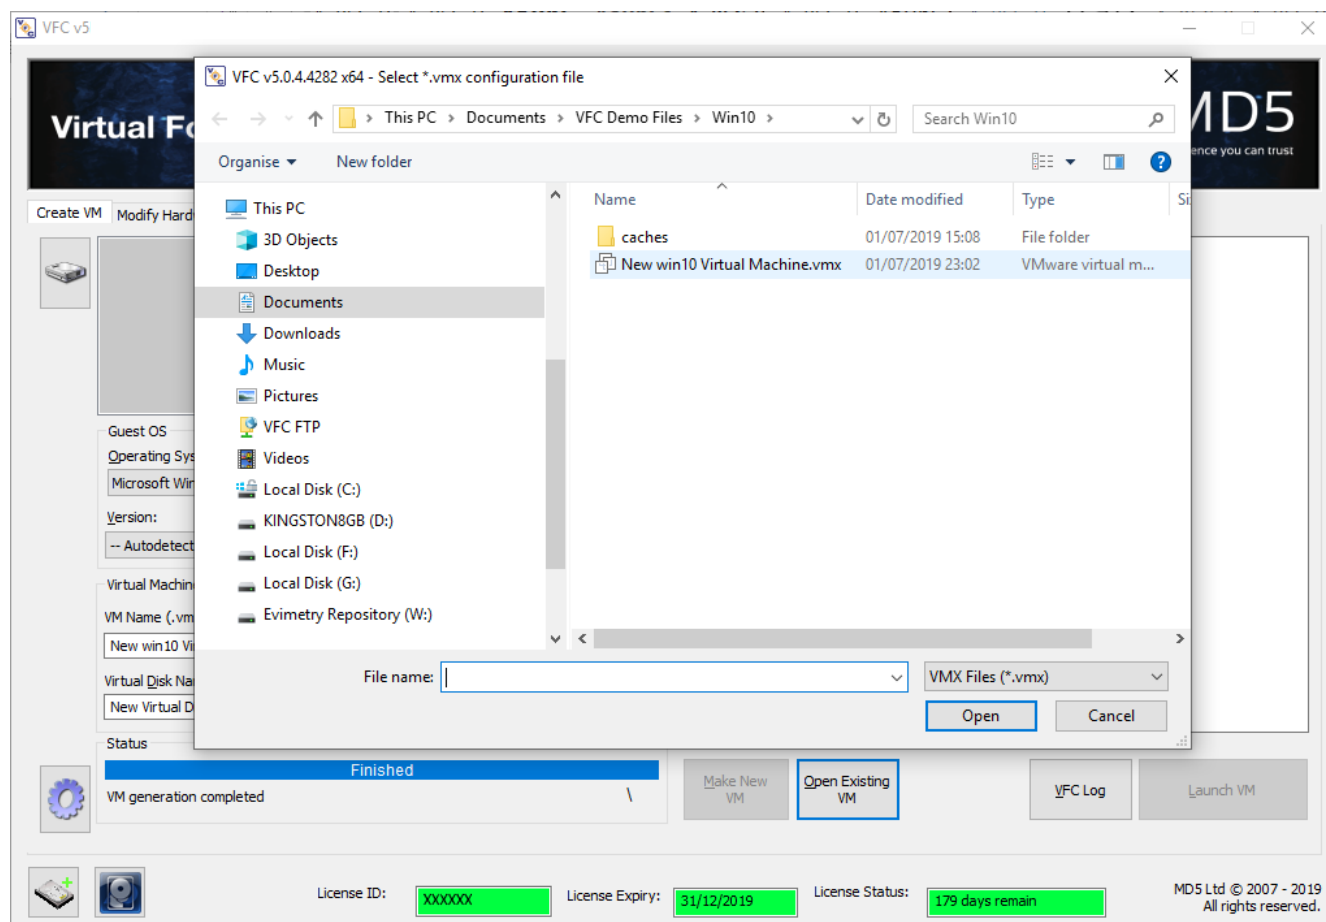 VFC v5
VFC v5.0.4.4282 x64 - Select *.vmx configuration file
Virtual Fo
MD5
ence you can trust
This PC > Documents > VFC Demo Files > Win10 >
Search Win10
Organise
New folder
?
Create VM
Modify Hard
This PC
3D Objects
Desktop
Documents
Downloads
Music
Pictures
VFC FTP
Videos
Local Disk (C:)
KINGSTON8GB (D:)
Local Disk (F:)
Local Disk (G:)
Evimetry Repository (W:)
Name Date modified Type Si
caches 01/07/2019 15:08 File folder
New win10 Virtual Machine.vmx 01/07/2019 23:02 VMware virtual m...
Guest OS
Operating Sys
Microsoft Win
Version:
-- Autodetect
Virtual Machin
VM Name (.vm
New win10 Vi
Virtual Disk Na
New Virtual D
File name:
VMX Files (*.vmx)
Open
Cancel
Status
Finished
VM generation completed
\
Make New
VM
Open Existing
VM
VFC Log
Launch VM
License ID:
XXXXXX
License Expiry:
31/12/2019
License Status:
179 days remain
MD5 Ltd © 2007 - 2019
All rights reserved.